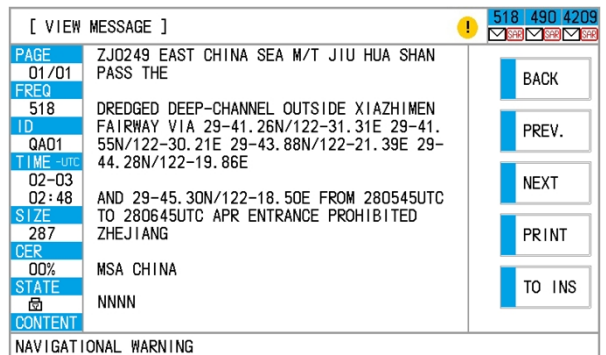 [ VIEW MESSAGE ]
!
518 490 4209
SAR SAR SAR
PAGE
01/01
FREQ
518
ID
QA01
TIME -UTC
02-03
02:48
SIZE
287
CER
00%
STATE
CONTENT
ZJ0249 EAST CHINA SEA M/T JIU HUA SHAN
PASS THE
DREDGED DEEP-CHANNEL OUTSIDE XIAZHIMEN
FAIRWAY VIA 29-41.26N/122-31.31E 29-41.
55N/122-30.21E 29-43.88N/122-21.39E 29-
44.28N/122-19.86E
AND 29-45.30N/122-18.50E FROM 280545UTC
TO 280645UTC APR ENTRANCE PROHIBITED
ZHEJIANG
MSA CHINA
NNNN
BACK
PREV.
NEXT
PRINT
TO INS
NAVIGATIONAL WARNING